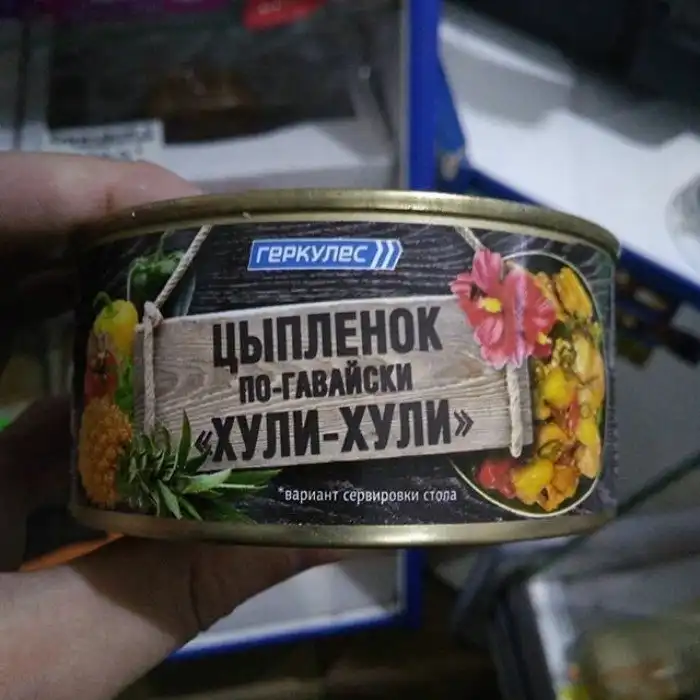 ГЕРКУЛЕС
ЦЫПЛЕНОК
ПО-ГАВАЙСКИ
«ХУЛИ-ХУЛИ»
*вариант сервировки стола